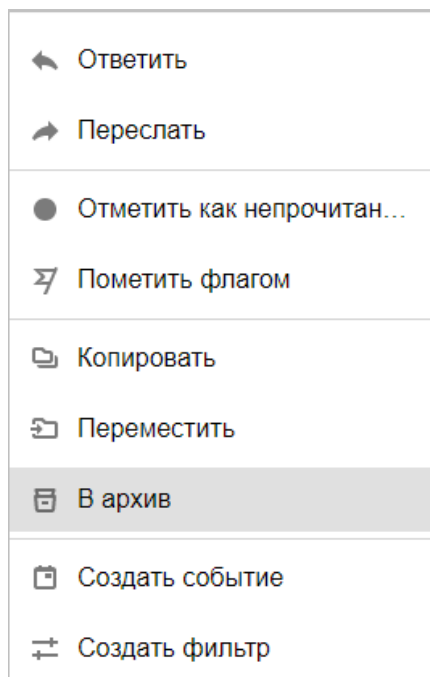 Ответить
Переслать
Отметить как непрочитан...
Пометить флагом
Копировать
Переместить
В архив
Создать событие
Создать фильтр